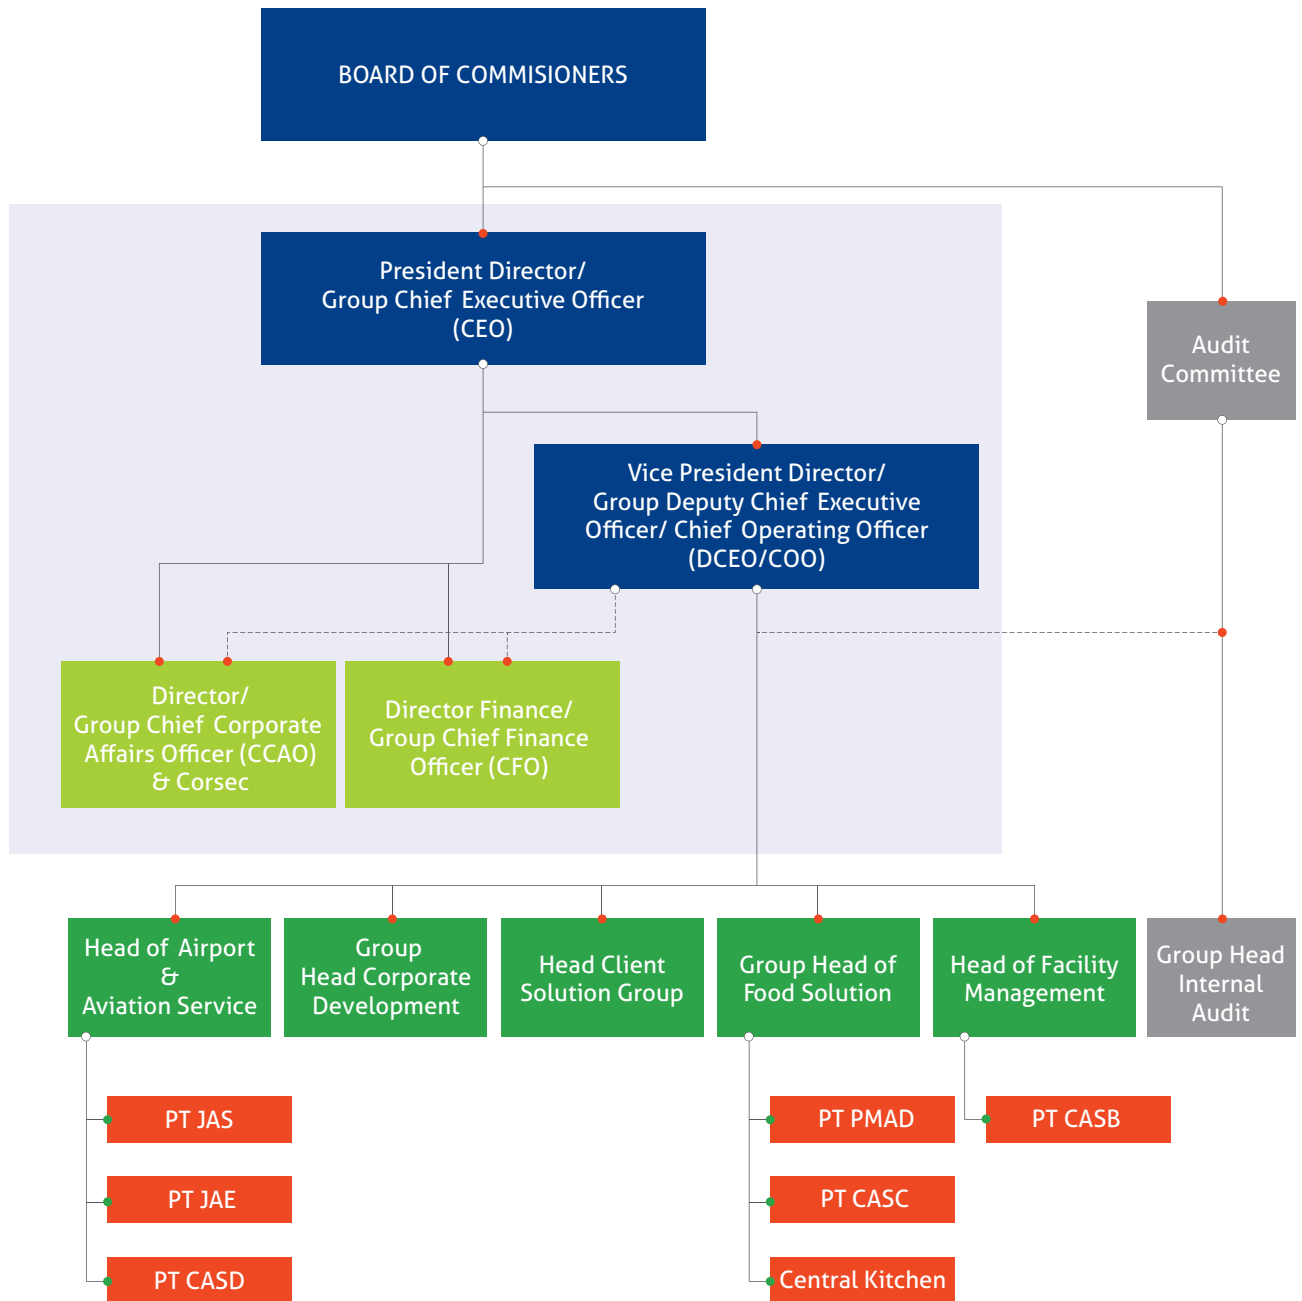 BOARD OF COMMISIONERS
President Director/
Group Chief Executive Officer
(CEO)
Audit
Committee
Vice President Director/
Group Deputy Chief Executive
Officer/ Chief Operating Officer
(DCEO/COO)
Director/
Group Chief Corporate
Affairs Officer (CCAO)
& Corsec
Director Finance/
Group Chief Finance
Officer (CFO)
Head of Airport
&
Aviation Service
Group
Head Corporate
Development
Head Client
Solution Group
Group Head of
Food Solution
Head of Facility
Management
Group Head
Internal
Audit
PT JAS
PT JAE
PT CASD
PT PMAD
PT CASC
Central Kitchen
PT CASB